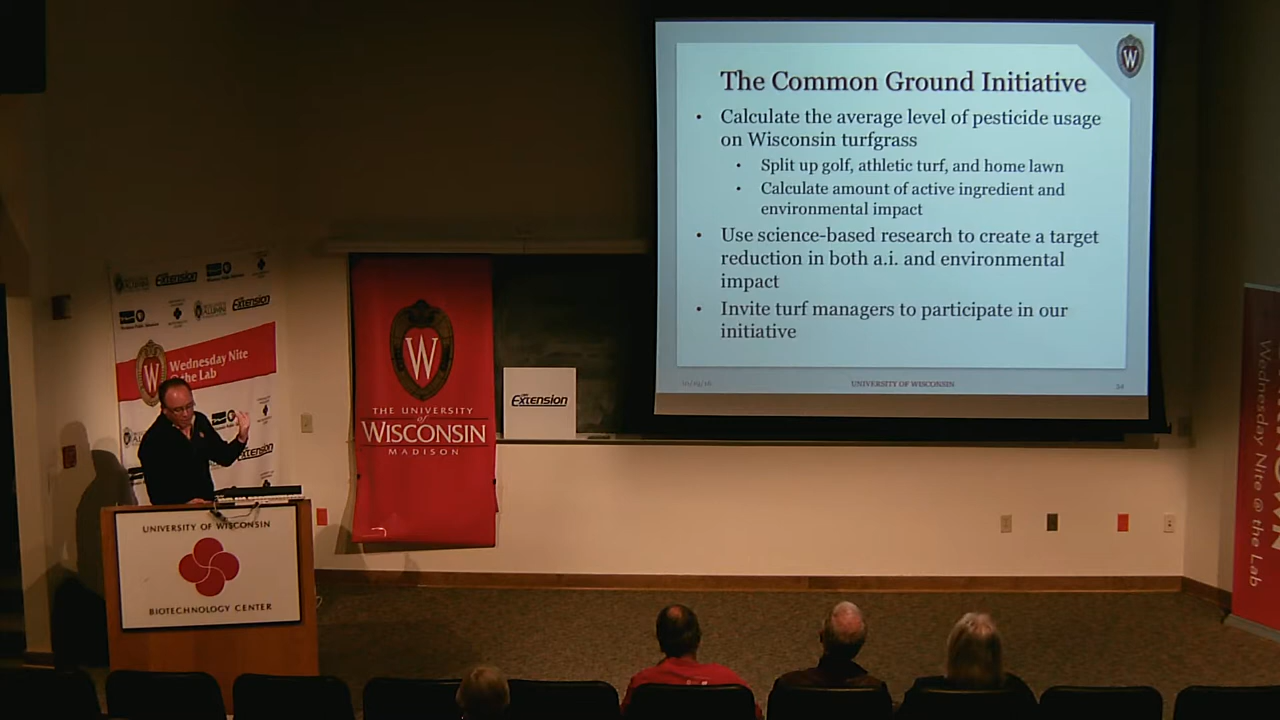 The Common Ground Initiative
• Calculate the average level of pesticide usage
on Wisconsin turfgrass
• Split up golf, athletic turf, and home lawn
• Calculate amount of active ingredient and
environmental impact
• Use science-based research to create a target
reduction in both a.i. and environmental
impact
• Invite turf managers to participate in our
initiative
UNIVERSITY OF WISCONSIN
34
W
Extension
Extension
W
Wednesday Nite
@ the Lab
Extension
W
THE UNIVERSITY
of
WISCONSIN
MADISON
Extension
UNIVERSITY OF WISCONSIN
BIOTECHNOLOGY CENTER
Wednesday Nite @ the Lab